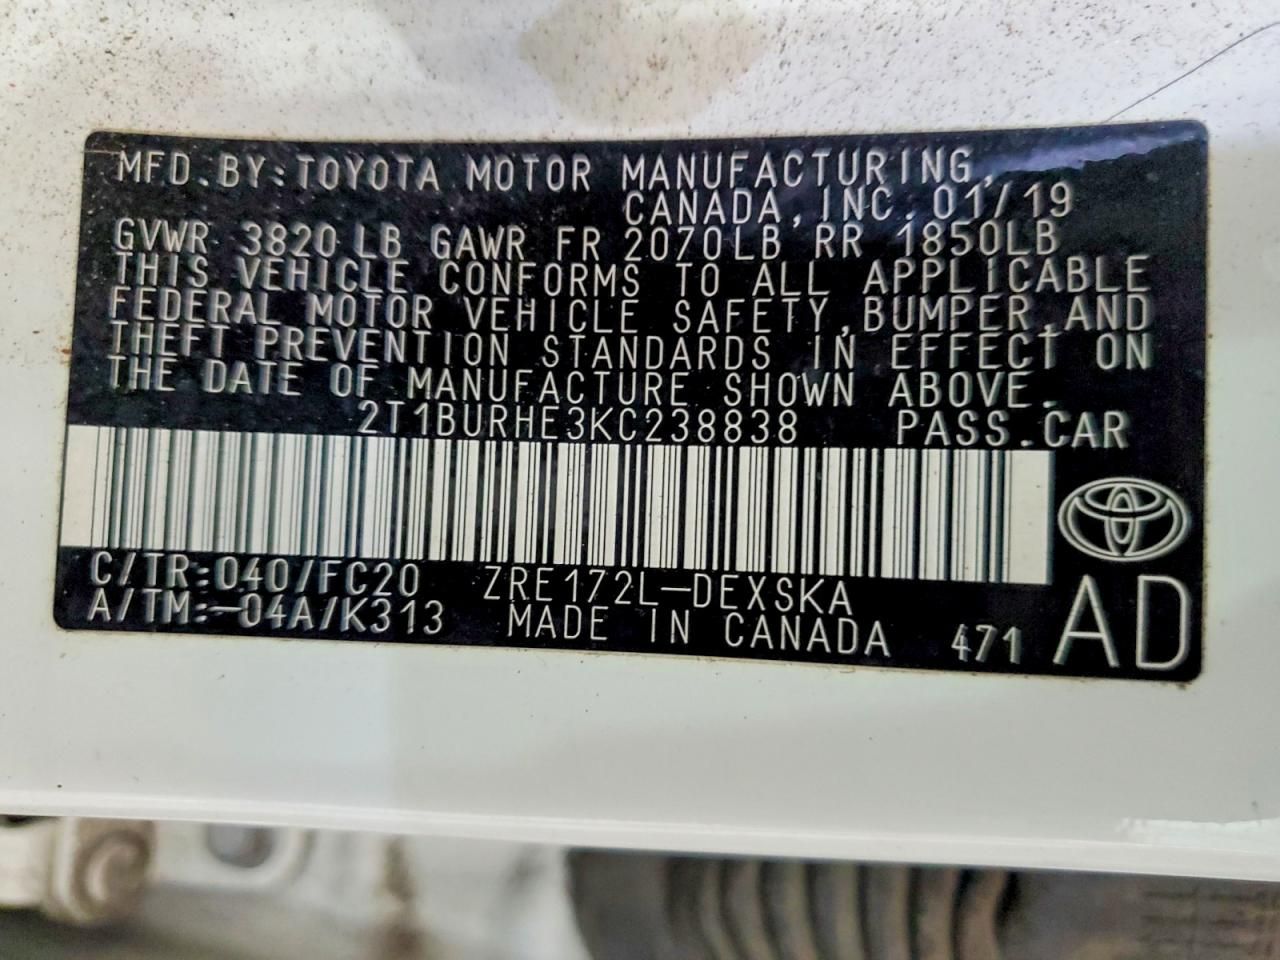 MFD.BY:TOYOTA MOTOR MANUFACTURING,
CANADA,INC.01/19
GVWR 3820LB GAWR FR 2070LB RR 1850LB
THIS VEHICLE CONFORMS TO ALL APPLICABLE
FEDERAL MOTOR VEHICLE SAFETY,BUMPER,AND
THEFT PREVENTION STANDARDS IN EFFECT ON
THE DATE OF MANUFACTURE SHOWN ABOVE.
2T1BURHE3KC238838 PASS.CAR
C/TR:040/FC20 ZRE172L-DEXSKA
A/TM:-04A/K313 MADE IN CANADA 471 AD